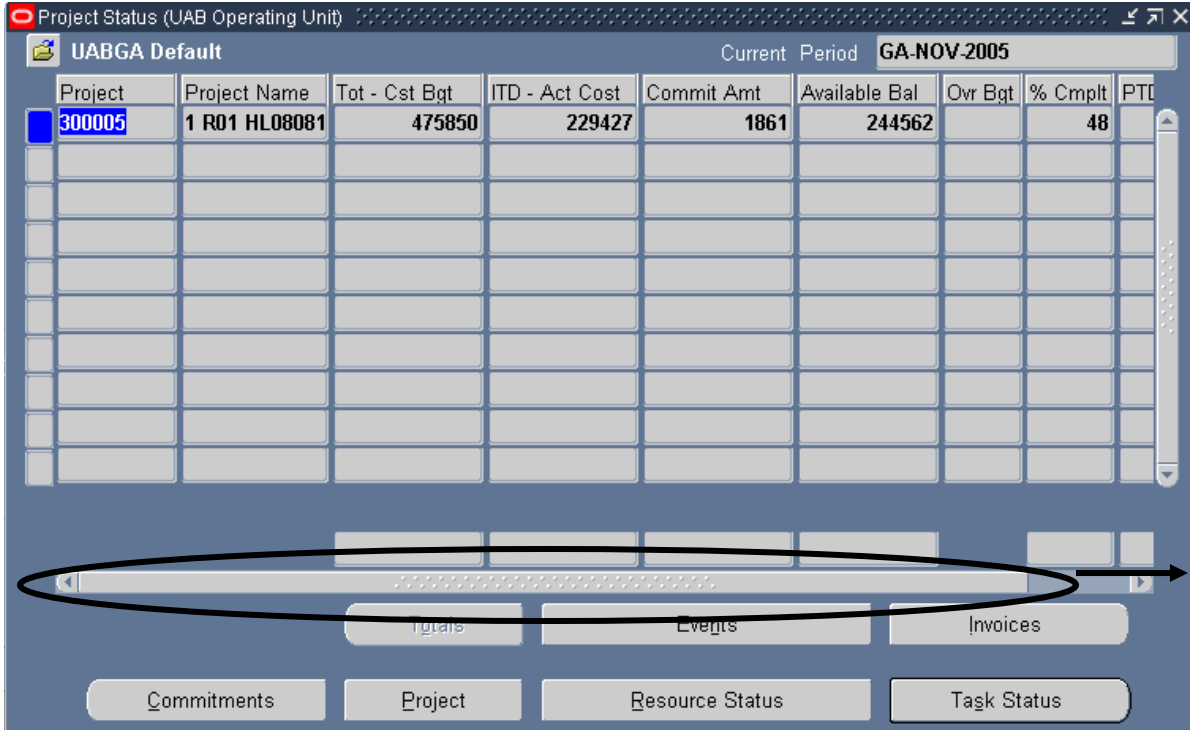 Project Status (UAB Operating Unit)
UABGA Default Current Period GA-NOV-2005
Project Project Name Tot - Cst Bgt ITD - Act Cost Commit Amt Available Bal Ovr Bgt % Cmplt PTD
300005 1 R01 HL08081 475850 229427 1861 244562 48
Totals Events Invoices
Commitments Project Resource Status Task Status